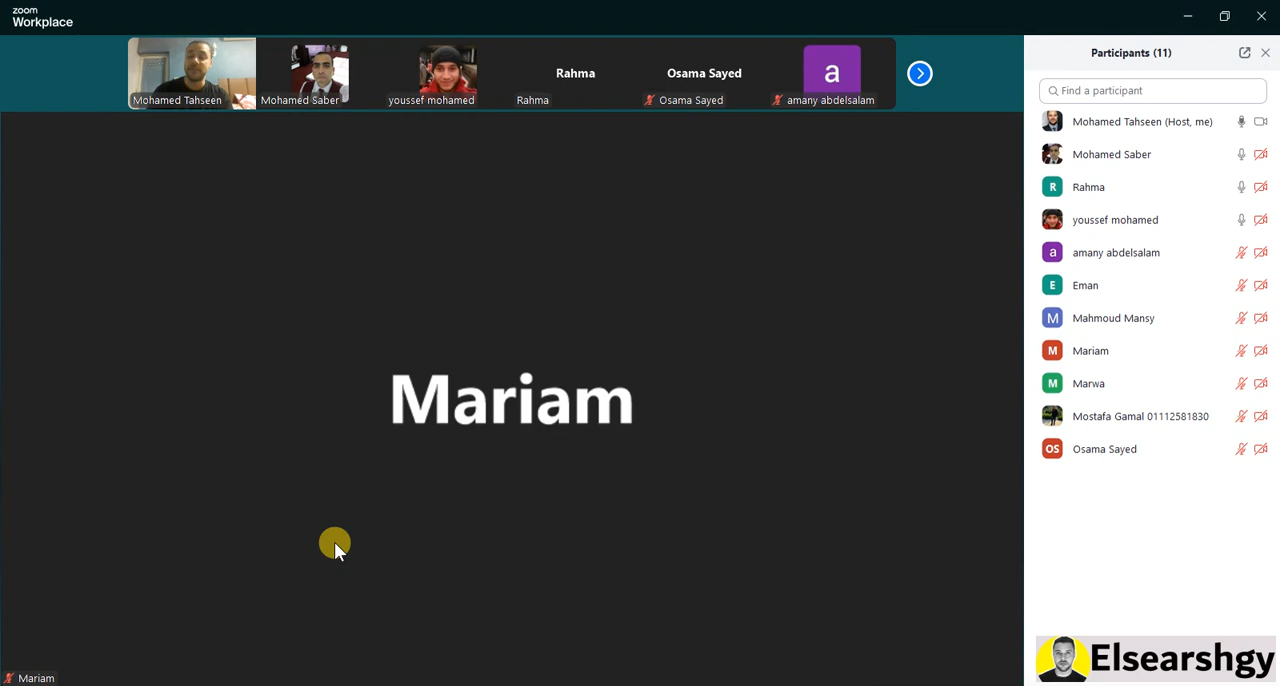 zoom
Workplace
Mohamed Tahseen
Mohamed Saber
youssef mohamed
Rahma
Rahma
Osama Sayed
Osama Sayed
a
amany abdelsalam
Participants (11)
Find a participant
Mohamed Tahseen (Host, me)
Mohamed Saber
R Rahma
youssef mohamed
a amany abdelsalam
E Eman
M Mahmoud Mansy
M Mariam
M Marwa
Mostafa Gamal 01112581830
OS Osama Sayed
Mariam
Mariam
Elsearshgy